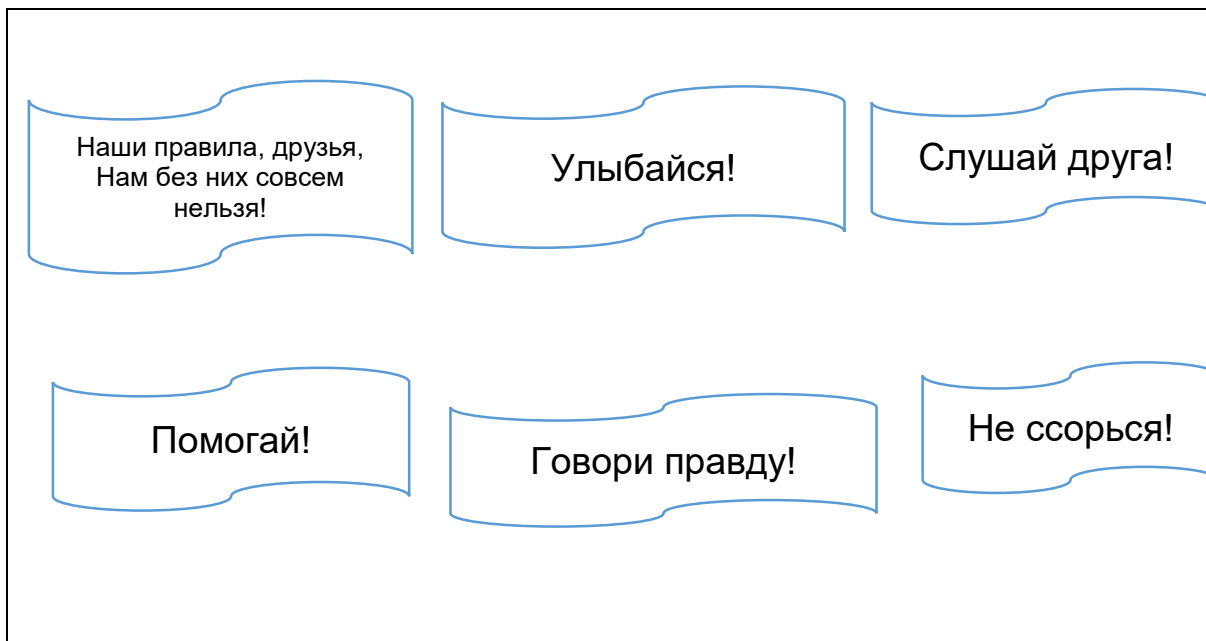 Наши правила, друзья,
Нам без них совсем
нельзя!
Улыбайся!
Слушай друга!
Помогай!
Говори правду!
Не ссорься!